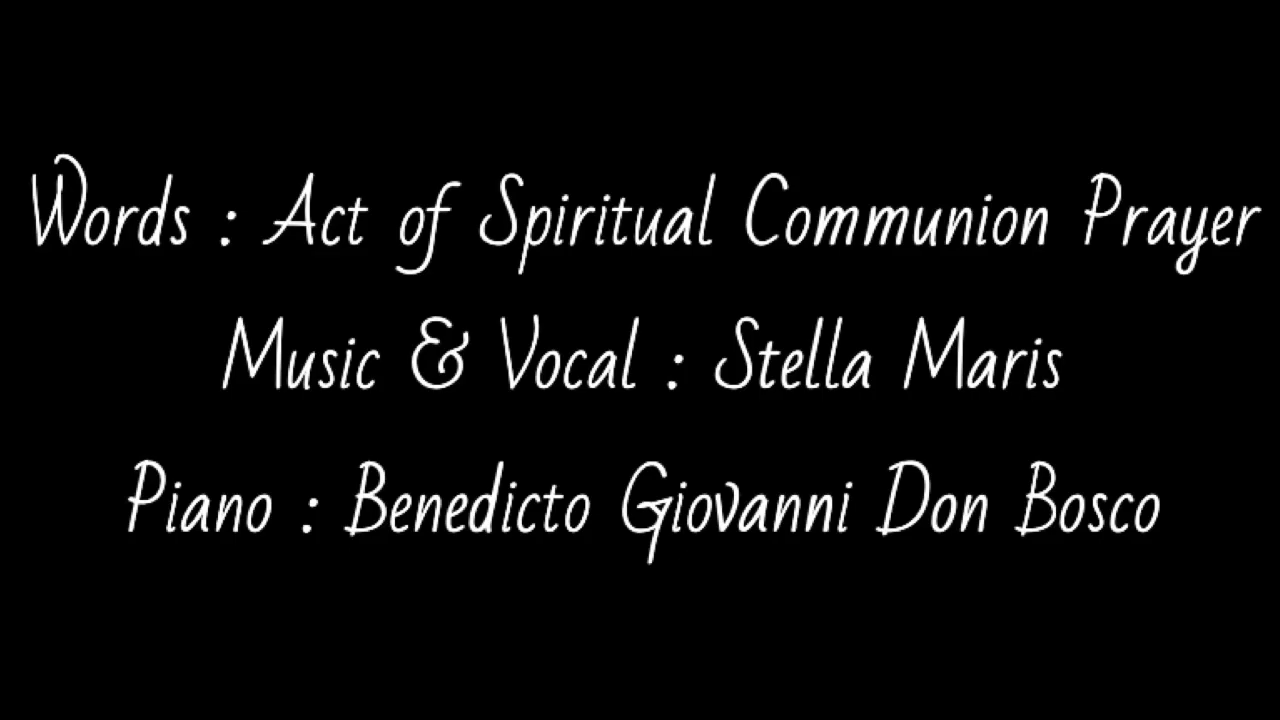 Words : Act of Spiritual Communion Prayer
Music & Vocal : Stella Maris
Piano : Benedicto Giovanni Don Bosco